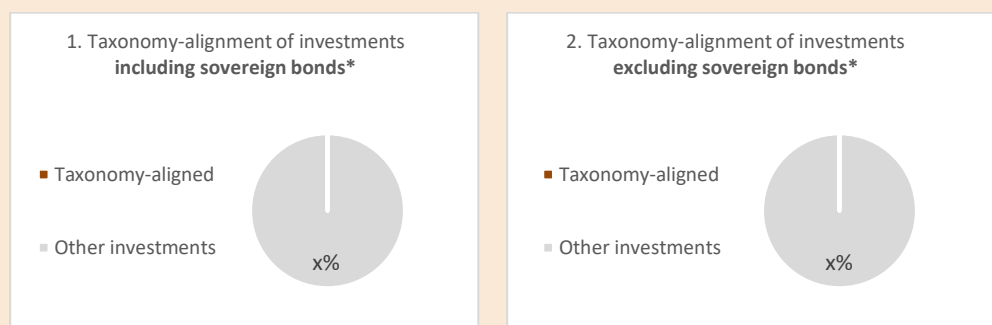 1. Taxonomy-alignment of investments
including sovereign bonds*
Taxonomy-aligned
Other investments
x%
2. Taxonomy-alignment of investments
excluding sovereign bonds*
Taxonomy-aligned
Other investments
x%